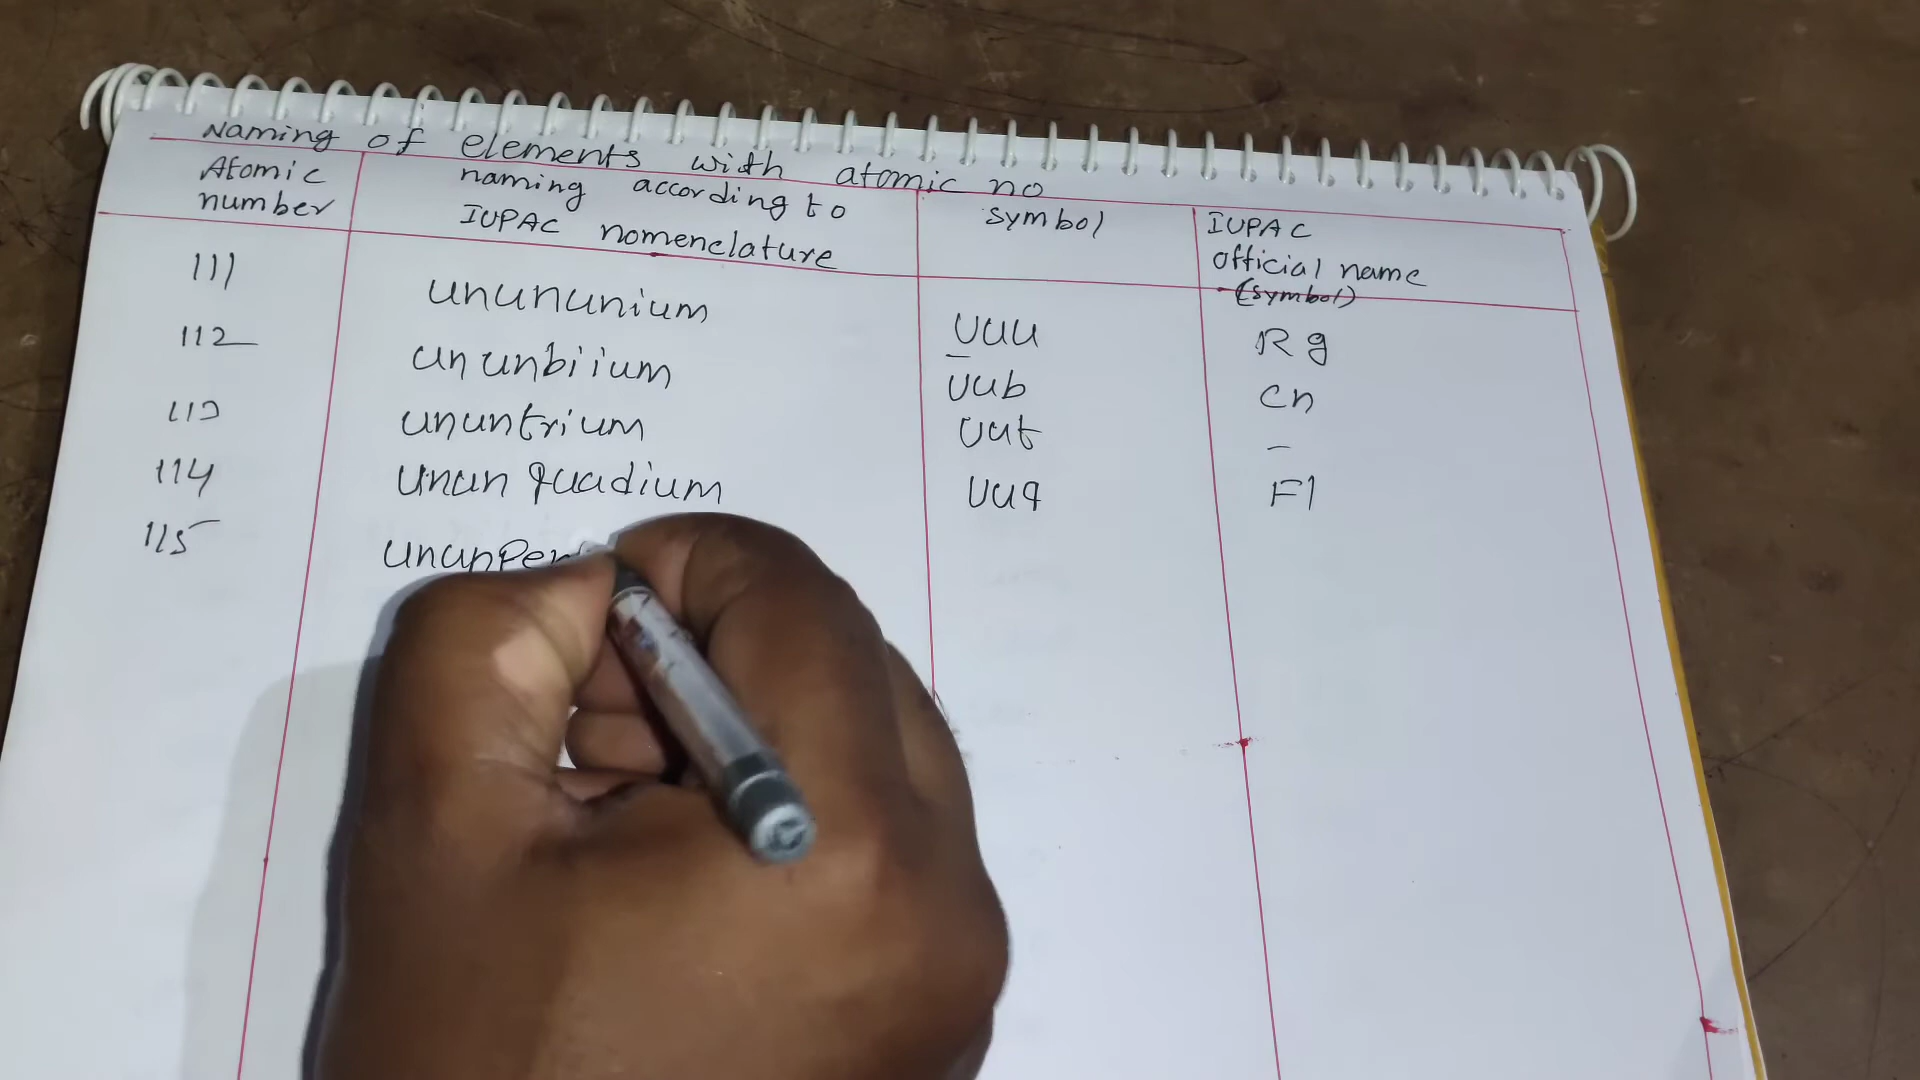 Naming of elements with atomic no
Atomic number
naming according to
IUPAC nomenclature
symbol
IUPAC
official name
(symbol)
111 unununium Uuu Rg
112 ununbiium Uub Cn
113 ununtrium Uut –
114 ununquadium Uuq Fl
115